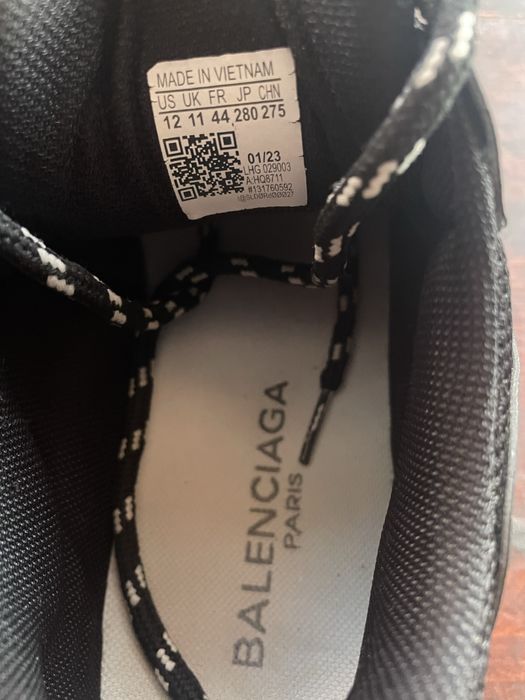 MADE IN VIETNAM
US UK FR JP CHN
12 11 44 280 275
01/23
LHG 029003
A:HQ8711
#131760592
BALENCIAGA
PARIS